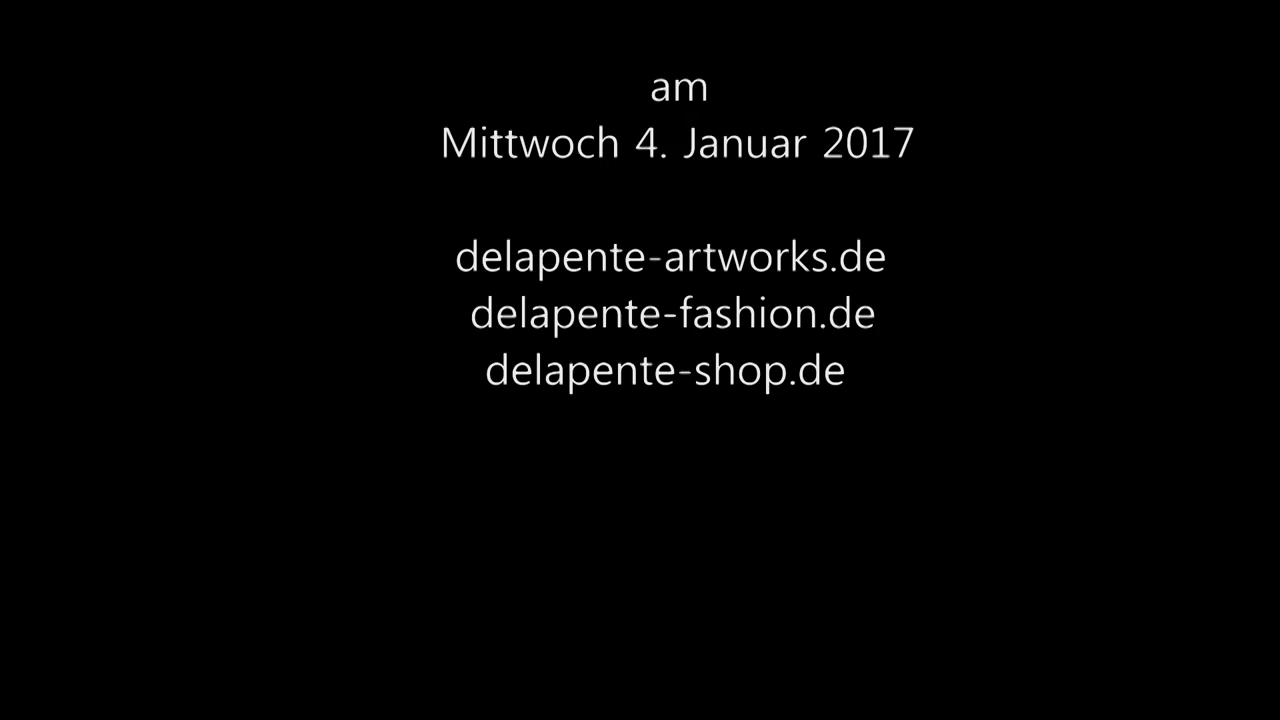 am
Mittwoch 4. Januar 2017
delapente-artworks.de
delapente-fashion.de
delapente-shop.de